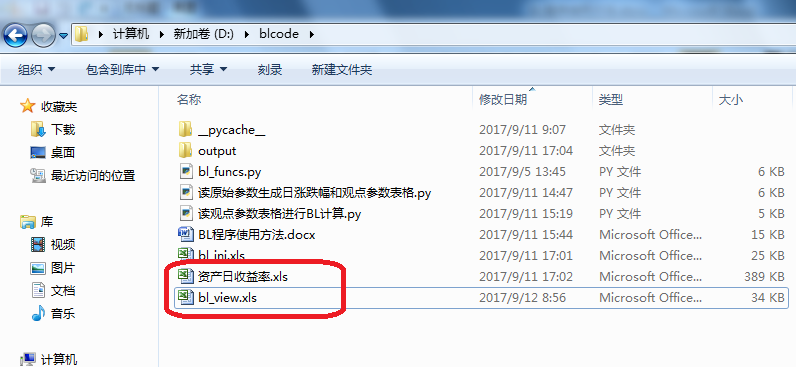 计算机 新加卷 (D:) blcode
组织 包含到库中 共享 刻录 新建文件夹
收藏夹
下载
桌面
最近访问的位置
库
视频
图片
文档
音乐
计算机
名称 修改日期 类型 大小
__pycache__ 2017/9/11 9:07 文件夹
output 2017/9/11 17:04 文件夹
bl_funcs.py 2017/9/5 13:45 PY 文件 6 KB
读原始参数生成日涨跌幅和观点参数表格.py 2017/9/11 14:47 PY 文件 6 KB
读观点参数表格进行BL计算.py 2017/9/11 15:19 PY 文件 5 KB
BL程序使用方法.docx 2017/9/11 15:44 Microsoft Office... 15 KB
bl_ini.xls 2017/9/11 17:01 Microsoft Office... 25 KB
资产日收益率.xls 2017/9/11 17:02 Microsoft Office... 389 KB
bl_view.xls 2017/9/12 8:56 Microsoft Office... 34 KB